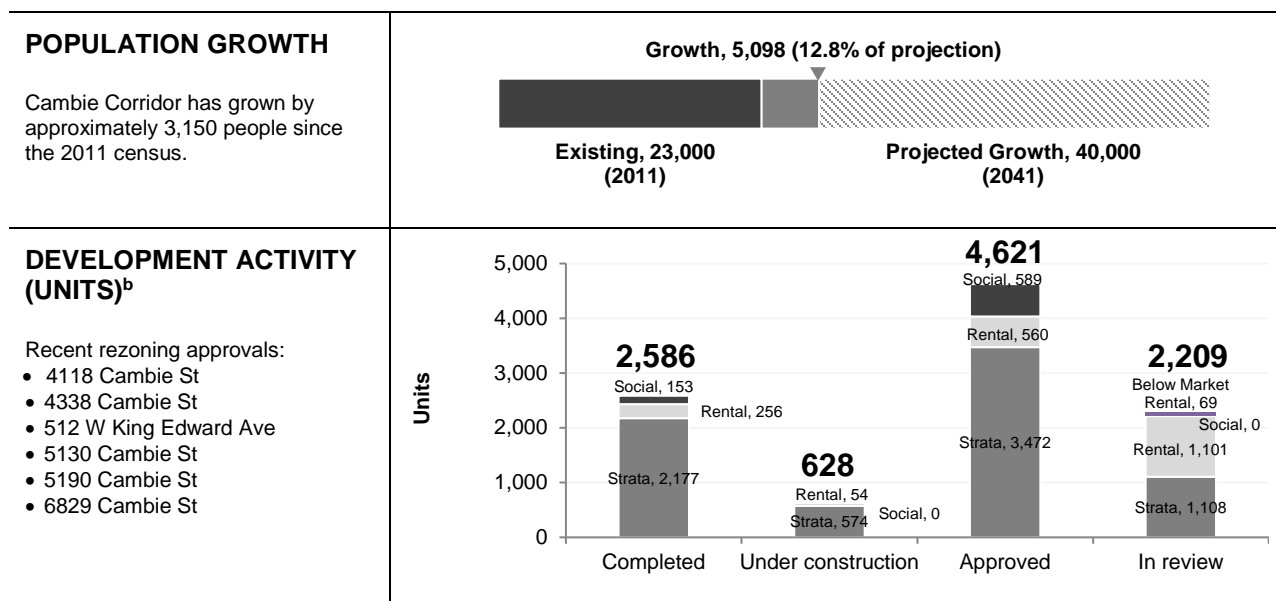 POPULATION GROWTH
Cambie Corridor has grown by
approximately 3,150 people since
the 2011 census.
Growth, 5,098 (12.8% of projection)
Existing, 23,000
(2011)
Projected Growth, 40,000
(2041)
DEVELOPMENT ACTIVITY
(UNITS)b
Recent rezoning approvals:
• 4118 Cambie St
• 4338 Cambie St
• 512 W King Edward Ave
• 5130 Cambie St
• 5190 Cambie St
• 6829 Cambie St
Units
5,000
4,000
3,000
2,000
1,000
0
2,586
Social, 153
Rental, 256
Strata, 2,177
628
Rental, 54
Strata, 574
Social, 0
4,621
Social, 589
Rental, 560
Strata, 3,472
2,209
Below Market
Rental, 69
Social, 0
Rental, 1,101
Strata, 1,108
Completed
Under construction
Approved
In review